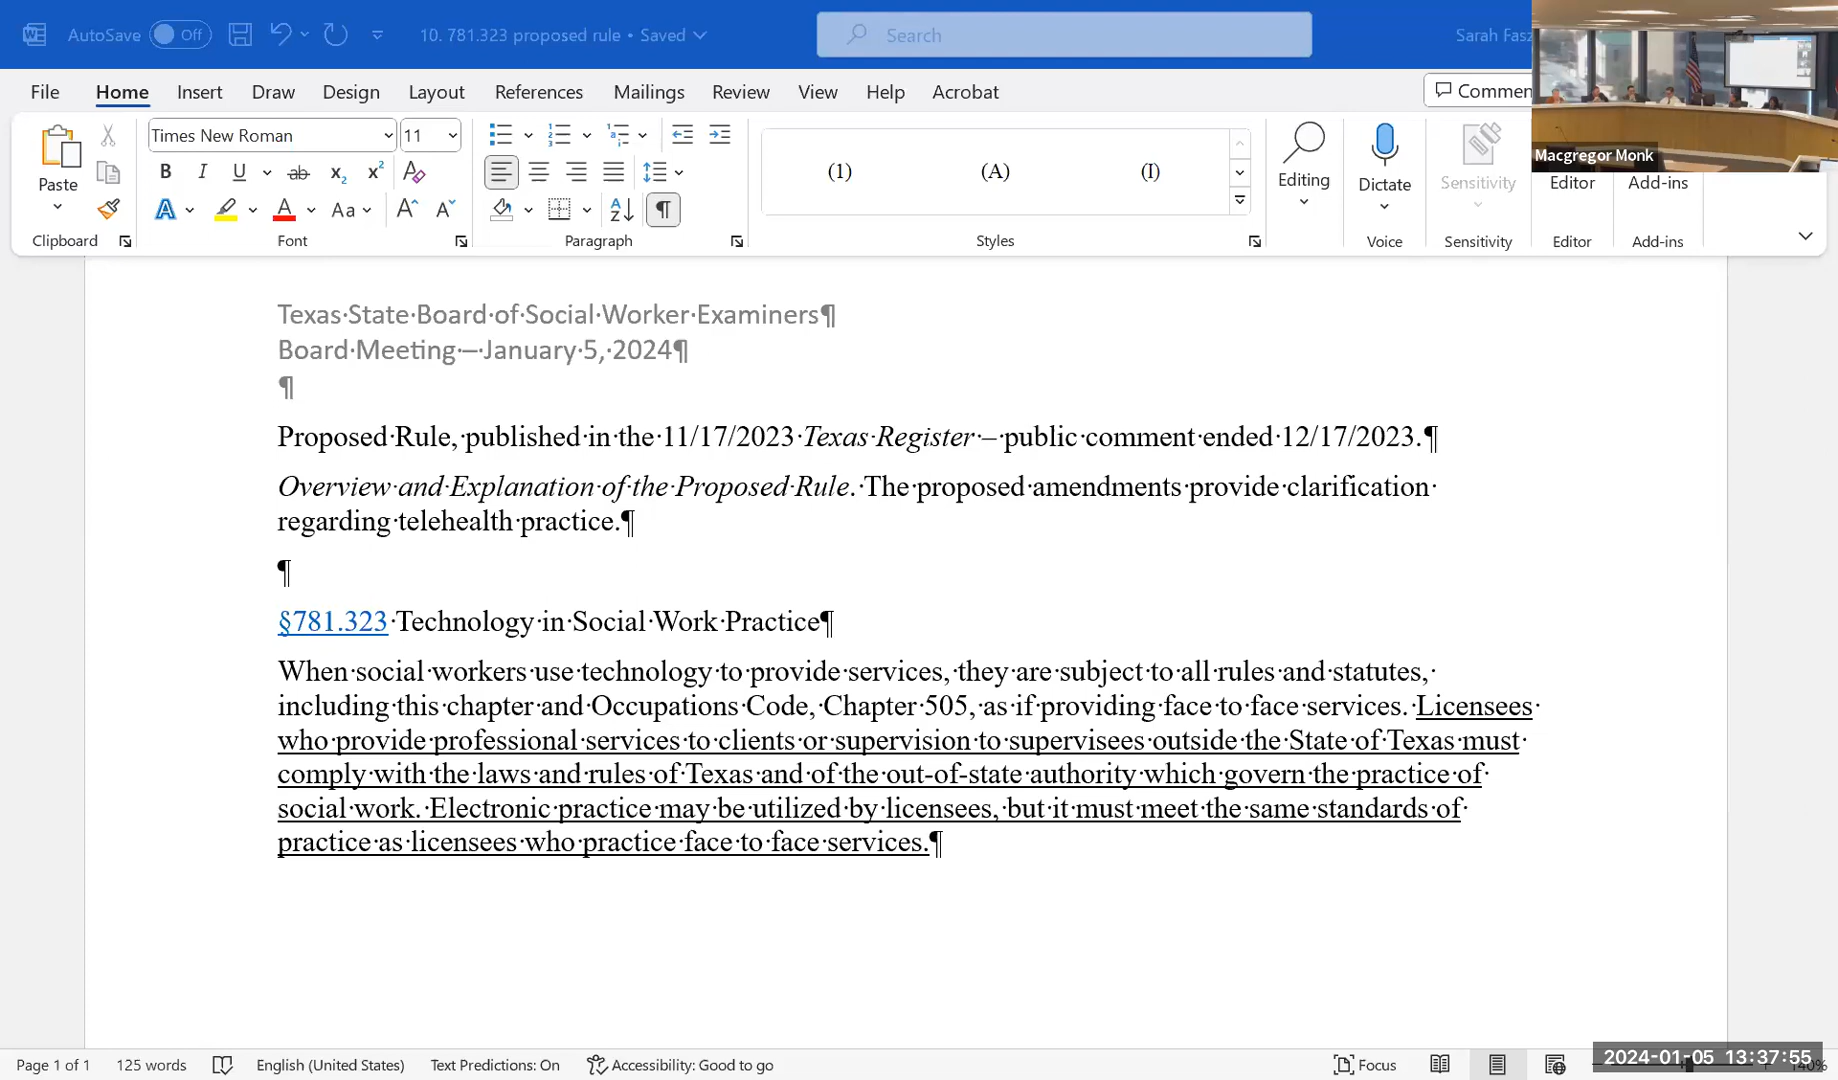 AutoSave Off 10. 781.323 proposed rule • Saved Search Sarah Fasz
File Home Insert Draw Design Layout References Mailings Review View Help Acrobat Commen
Macgregor Monk
Times New Roman 11
(1) (A) (I)
Paste Editing Dictate Sensitivity Editor Add-ins
B I U ab x₂ x²
A A Aa A A ¶
Clipboard Font Paragraph Styles Voice Sensitivity Editor Add-ins
Texas·State·Board·of·Social·Worker·Examiners¶
Board·Meeting·–·January·5,·2024¶
¶
Proposed·Rule,·published·in·the·11/17/2023·Texas·Register·–·public·comment·ended·12/17/2023.¶
Overview·and·Explanation·of·the·Proposed·Rule.·The·proposed·amendments·provide·clarification·
regarding·telehealth·practice.¶
¶
§781.323·Technology·in·Social·Work·Practice¶
When·social·workers·use·technology·to·provide·services,·they·are·subject·to·all·rules·and·statutes,·
including·this·chapter·and·Occupations·Code,·Chapter·505,·as·if·providing·face·to·face·services.·Licensees·
who·provide·professional·services·to·clients·or·supervision·to·supervisees·outside·the·State·of·Texas·must·
comply·with·the·laws·and·rules·of·Texas·and·of·the·out-of-state·authority·which·govern·the·practice·of·
social·work.·Electronic·practice·may·be·utilized·by·licensees,·but·it·must·meet·the·same·standards·of·
practice·as·licensees·who·practice·face·to·face·services.¶
Page 1 of 1 125 words English (United States) Text Predictions: On Accessibility: Good to go Focus 140%
2024-01-05 13:37:55